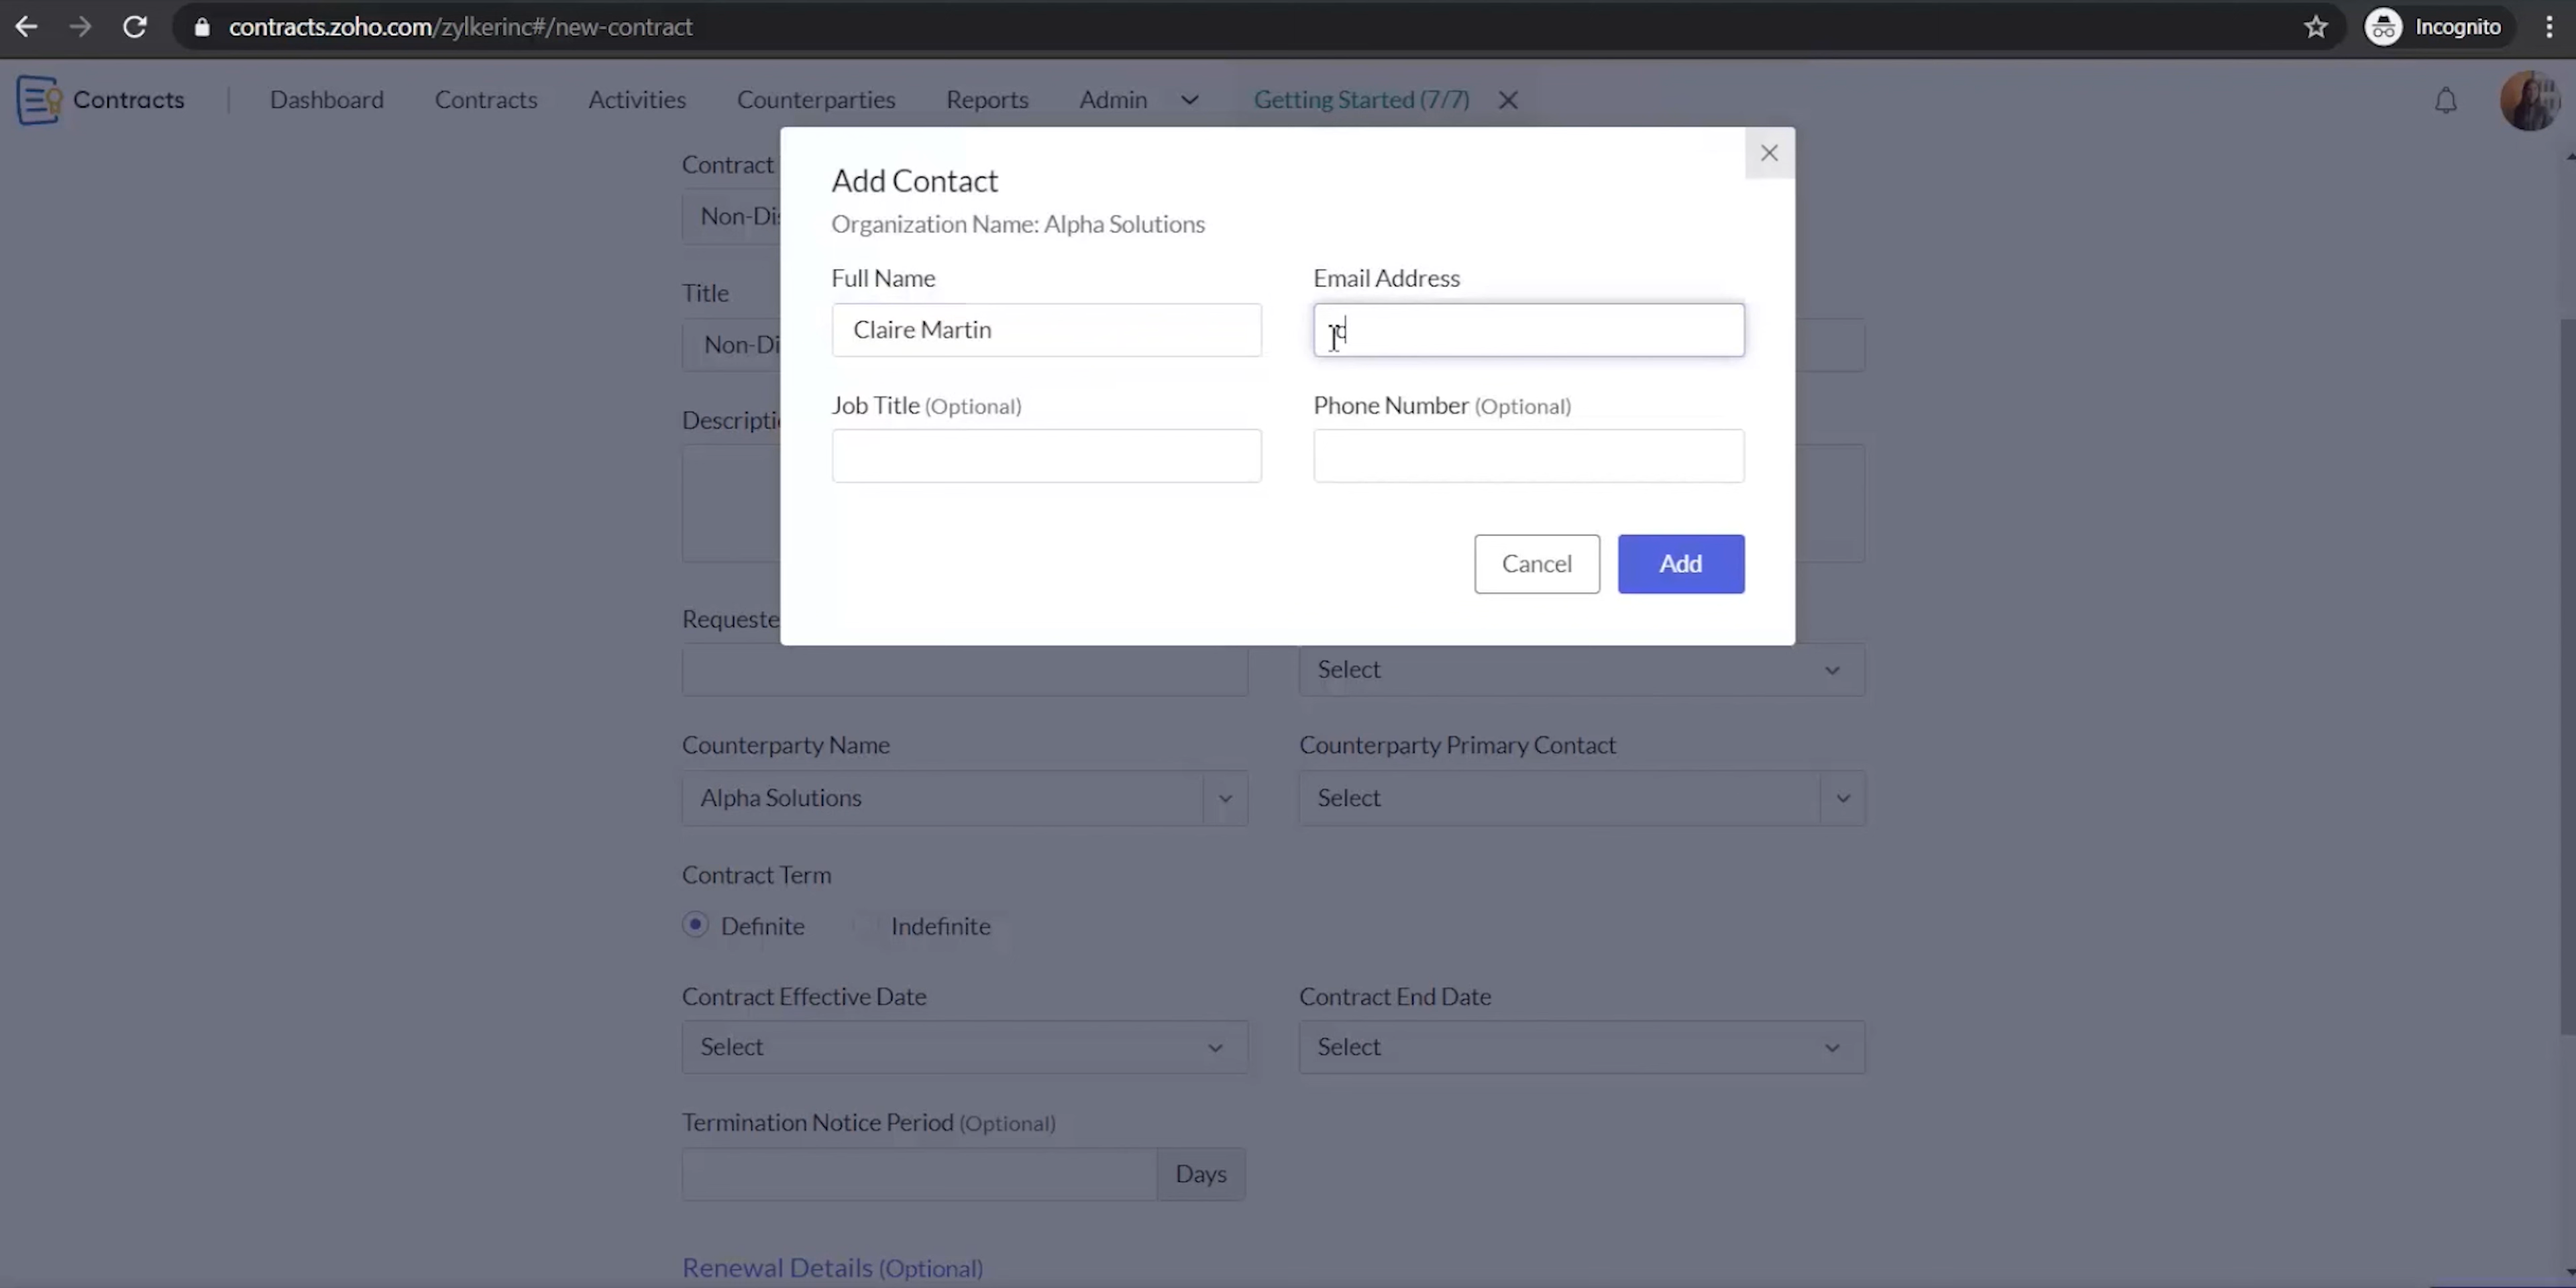 contracts.zoho.com/zylkerinc#/new-contract
Incognito
Contracts
Dashboard
Contracts
Activities
Counterparties
Reports
Admin
Getting Started (7/7)
Contract
Non-Di
Title
Non-Di
Descripti
Add Contact
Organization Name: Alpha Solutions
Full Name
Email Address
Claire Martin
Job Title (Optional)
Phone Number (Optional)
Cancel
Add
Requeste
Select
Counterparty Name
Counterparty Primary Contact
Alpha Solutions
Select
Contract Term
Definite
Indefinite
Contract Effective Date
Contract End Date
Select
Select
Termination Notice Period (Optional)
Days
Renewal Details (Optional)